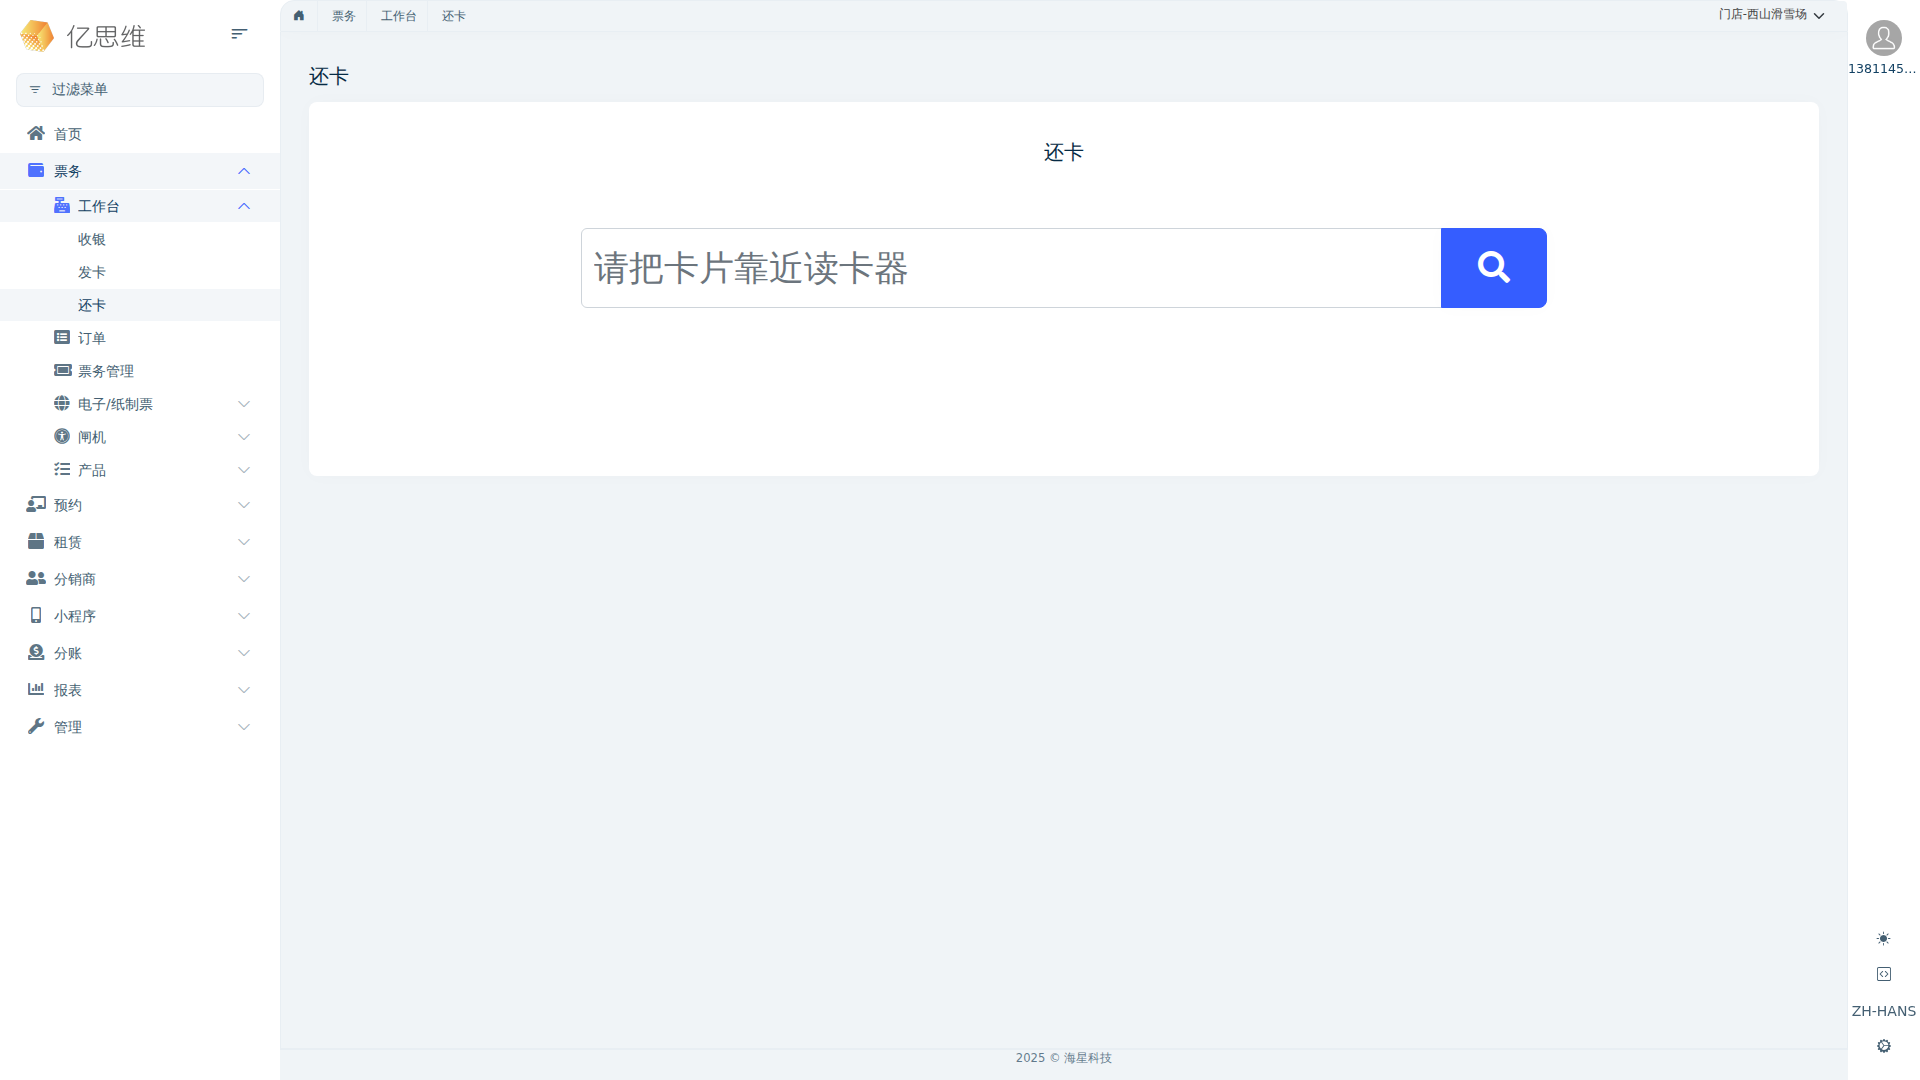 亿思维
过滤菜单
首页
票务
工作台
收银
发卡
还卡
订单
票务管理
电子/纸制票
闸机
产品
预约
租赁
分销商
小程序
分账
报表
管理
票务 工作台 还卡
门店-西山滑雪场
还卡
还卡
请把卡片靠近读卡器
2025 © 海星科技
1381145...
ZH-HANS